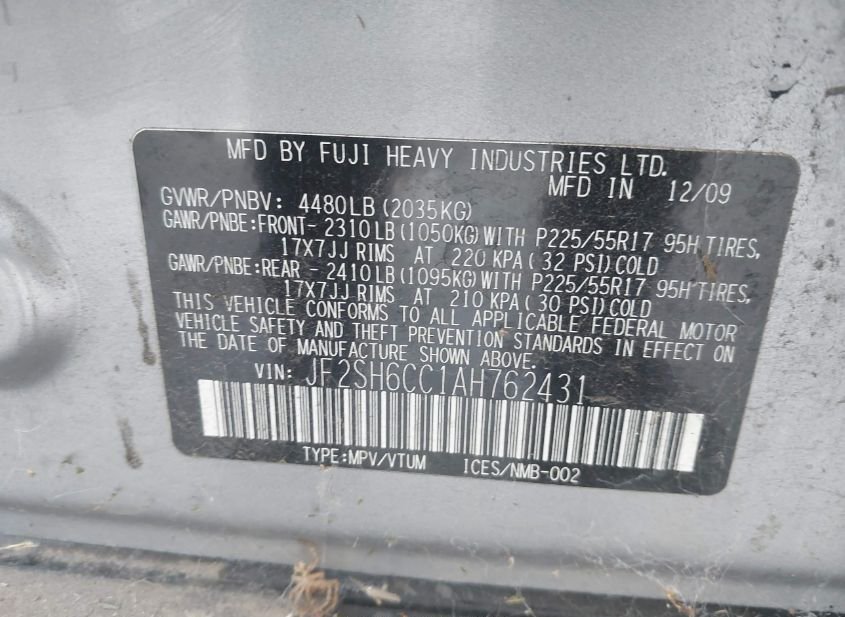 MFD BY FUJI HEAVY INDUSTRIES LTD.
MFD IN 12/09
GVWR/PNBV: 4480LB (2035KG)
GAWR/PNBE:FRONT- 2310LB (1050KG) WITH P225/55R17 95H TIRES,
17X7JJ RIMS AT 220 KPA ( 32 PSI) COLD
GAWR/PNBE:REAR - 2410LB (1095KG) WITH P225/55R17 95H TIRES,
17X7JJ RIMS AT 210 KPA ( 30 PSI) COLD
THIS VEHICLE CONFORMS TO ALL APPLICABLE FEDERAL MOTOR
VEHICLE SAFETY AND THEFT PREVENTION STANDARDS IN EFFECT ON
THE DATE OF MANUFACTURE SHOWN ABOVE.
VIN: JF2SH6CC1AH762431
TYPE:MPV/VTUM ICES/NMB-002